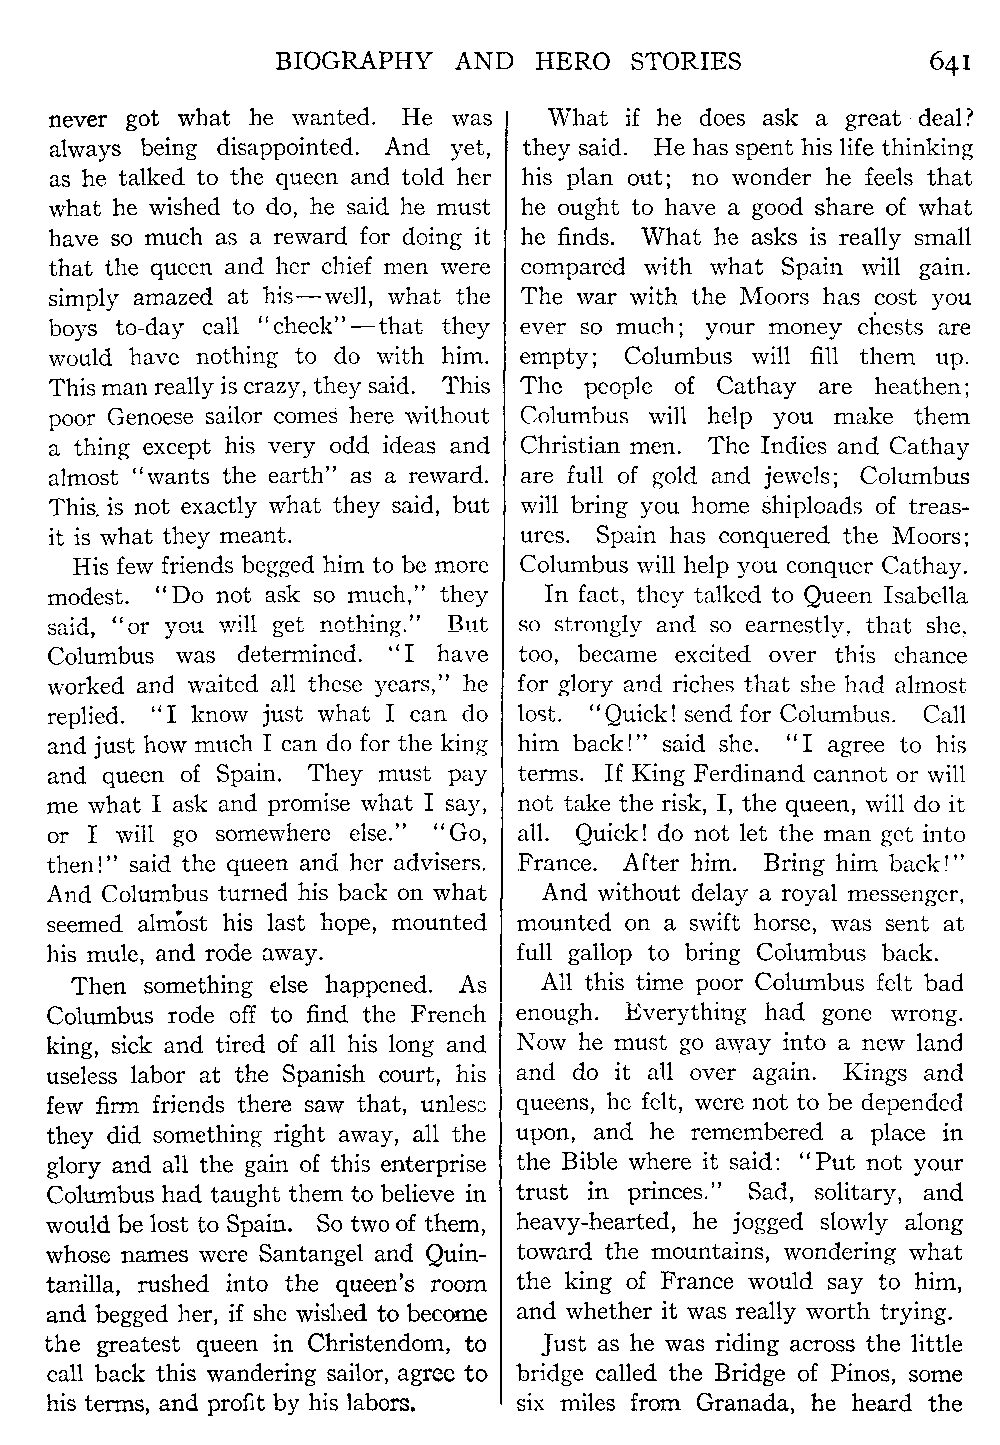 BIOGRAPHY AND HERO STORIES 641
never got what he wanted. He was
always being disappointed. And yet,
as he talked to the queen and told her
what he wished to do, he said he must
have so much as a reward for doing it
that the queen and her chief men were
simply amazed at his—well, what the
boys to-day call "cheek"—that they
would have nothing to do with him.
This man really is crazy, they said. This
poor Genoese sailor comes here without
a thing except his very odd ideas and
almost "wants the earth" as a reward.
This is not exactly what they said, but
it is what they meant.
His few friends begged him to be more
modest. "Do not ask so much," they
said, "or you will get nothing." But
Columbus was determined. "I have
worked and waited all these years," he
replied. "I know just what I can do
and just how much I can do for the king
and queen of Spain. They must pay
me what I ask and promise what I say,
or I will go somewhere else." "Go,
then!" said the queen and her advisers.
And Columbus turned his back on what
seemed almost his last hope, mounted
his mule, and rode away.
Then something else happened. As
Columbus rode off to find the French
king, sick and tired of all his long and
useless labor at the Spanish court, his
few firm friends there saw that, unless
they did something right away, all the
glory and all the gain of this enterprise
Columbus had taught them to believe in
would be lost to Spain. So two of them,
whose names were Santangel and Quin-
tanilla, rushed into the queen's room
and begged her, if she wished to become
the greatest queen in Christendom, to
call back this wandering sailor, agree to
his terms, and profit by his labors.
What if he does ask a great deal?
they said. He has spent his life thinking
his plan out; no wonder he feels that
he ought to have a good share of what
he finds. What he asks is really small
compared with what Spain will gain.
The war with the Moors has cost you
ever so much; your money chests are
empty; Columbus will fill them up.
The people of Cathay are heathen;
Columbus will help you make them
Christian men. The Indies and Cathay
are full of gold and jewels; Columbus
will bring you home shiploads of treas-
ures. Spain has conquered the Moors;
Columbus will help you conquer Cathay.
In fact, they talked to Queen Isabella
so strongly and so earnestly, that she,
too, became excited over this chance
for glory and riches that she had almost
lost. "Quick! send for Columbus. Call
him back!" said she. "I agree to his
terms. If King Ferdinand cannot or will
not take the risk, I, the queen, will do it
all. Quick! do not let the man get into
France. After him. Bring him back!"
And without delay a royal messenger,
mounted on a swift horse, was sent at
full gallop to bring Columbus back.
All this time poor Columbus felt bad
enough. Everything had gone wrong.
Now he must go away into a new land
and do it all over again. Kings and
queens, he felt, were not to be depended
upon, and he remembered a place in
the Bible where it said: "Put not your
trust in princes." Sad, solitary, and
heavy-hearted, he jogged slowly along
toward the mountains, wondering what
the king of France would say to him,
and whether it was really worth trying.
Just as he was riding across the little
bridge called the Bridge of Pinos, some
six miles from Granada, he heard the